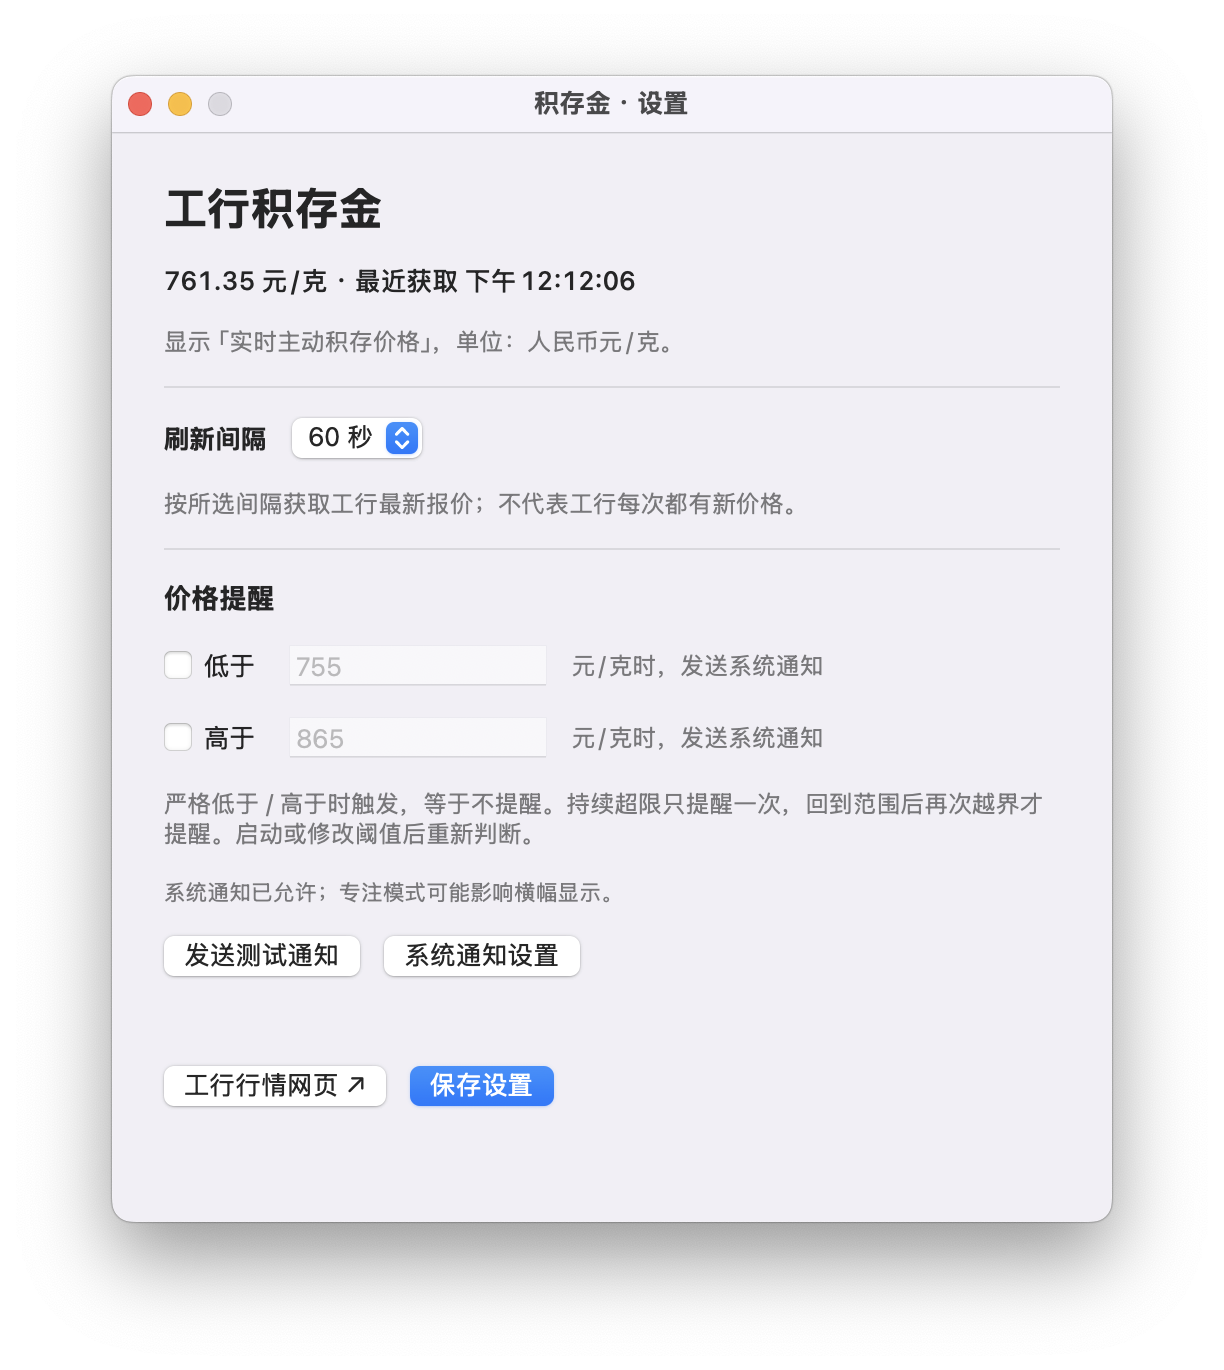 积存金 · 设置
工行积存金
761.35 元/克 · 最近获取 下午12:12:06
显示「实时主动积存价格」，单位：人民币元/克。
刷新间隔 60 秒
按所选间隔获取工行最新报价；不代表工行每次都有新价格。
价格提醒
低于 755 元/克时，发送系统通知
高于 865 元/克时，发送系统通知
严格低于 / 高于时触发，等于不提醒。持续超限只提醒一次，回到范围后再次越界才
提醒。启动或修改阈值后重新判断。
系统通知已允许；专注模式可能影响横幅显示。
发送测试通知 系统通知设置
工行行情网页 ↗ 保存设置